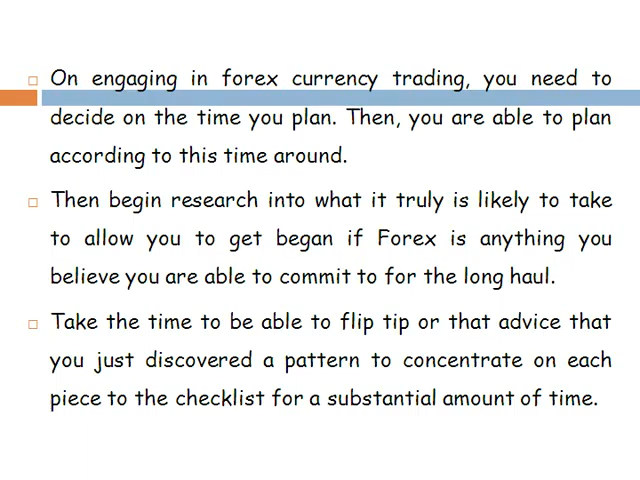 On engaging in forex currency trading, you need to
decide on the time you plan. Then, you are able to plan
according to this time around.
Then begin research into what it truly is likely to take
to allow you to get began if Forex is anything you
believe you are able to commit to for the long haul.
Take the time to be able to flip tip or that advice that
you just discovered a pattern to concentrate on each
piece to the checklist for a substantial amount of time.